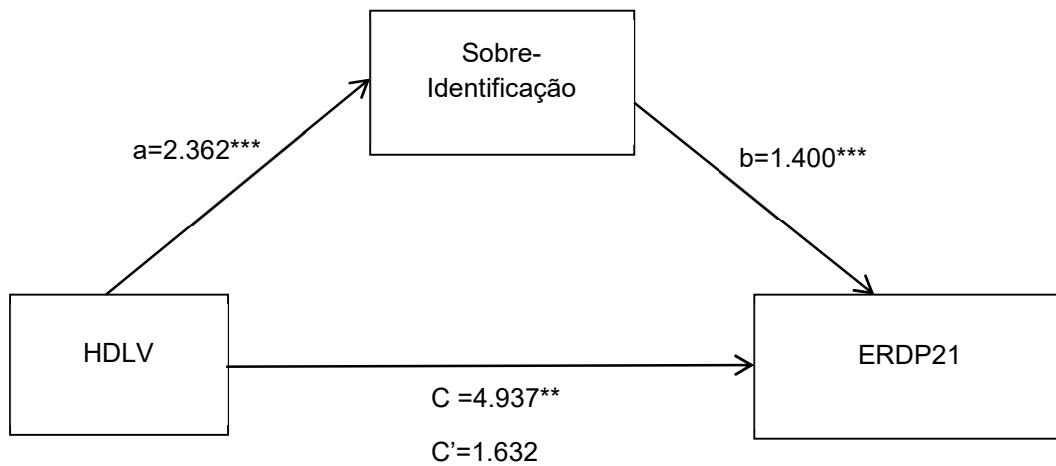 Sobre-
Identificação
a=2.362***
b=1.400***
HDLV
ERDP21
C =4.937**
C’=1.632